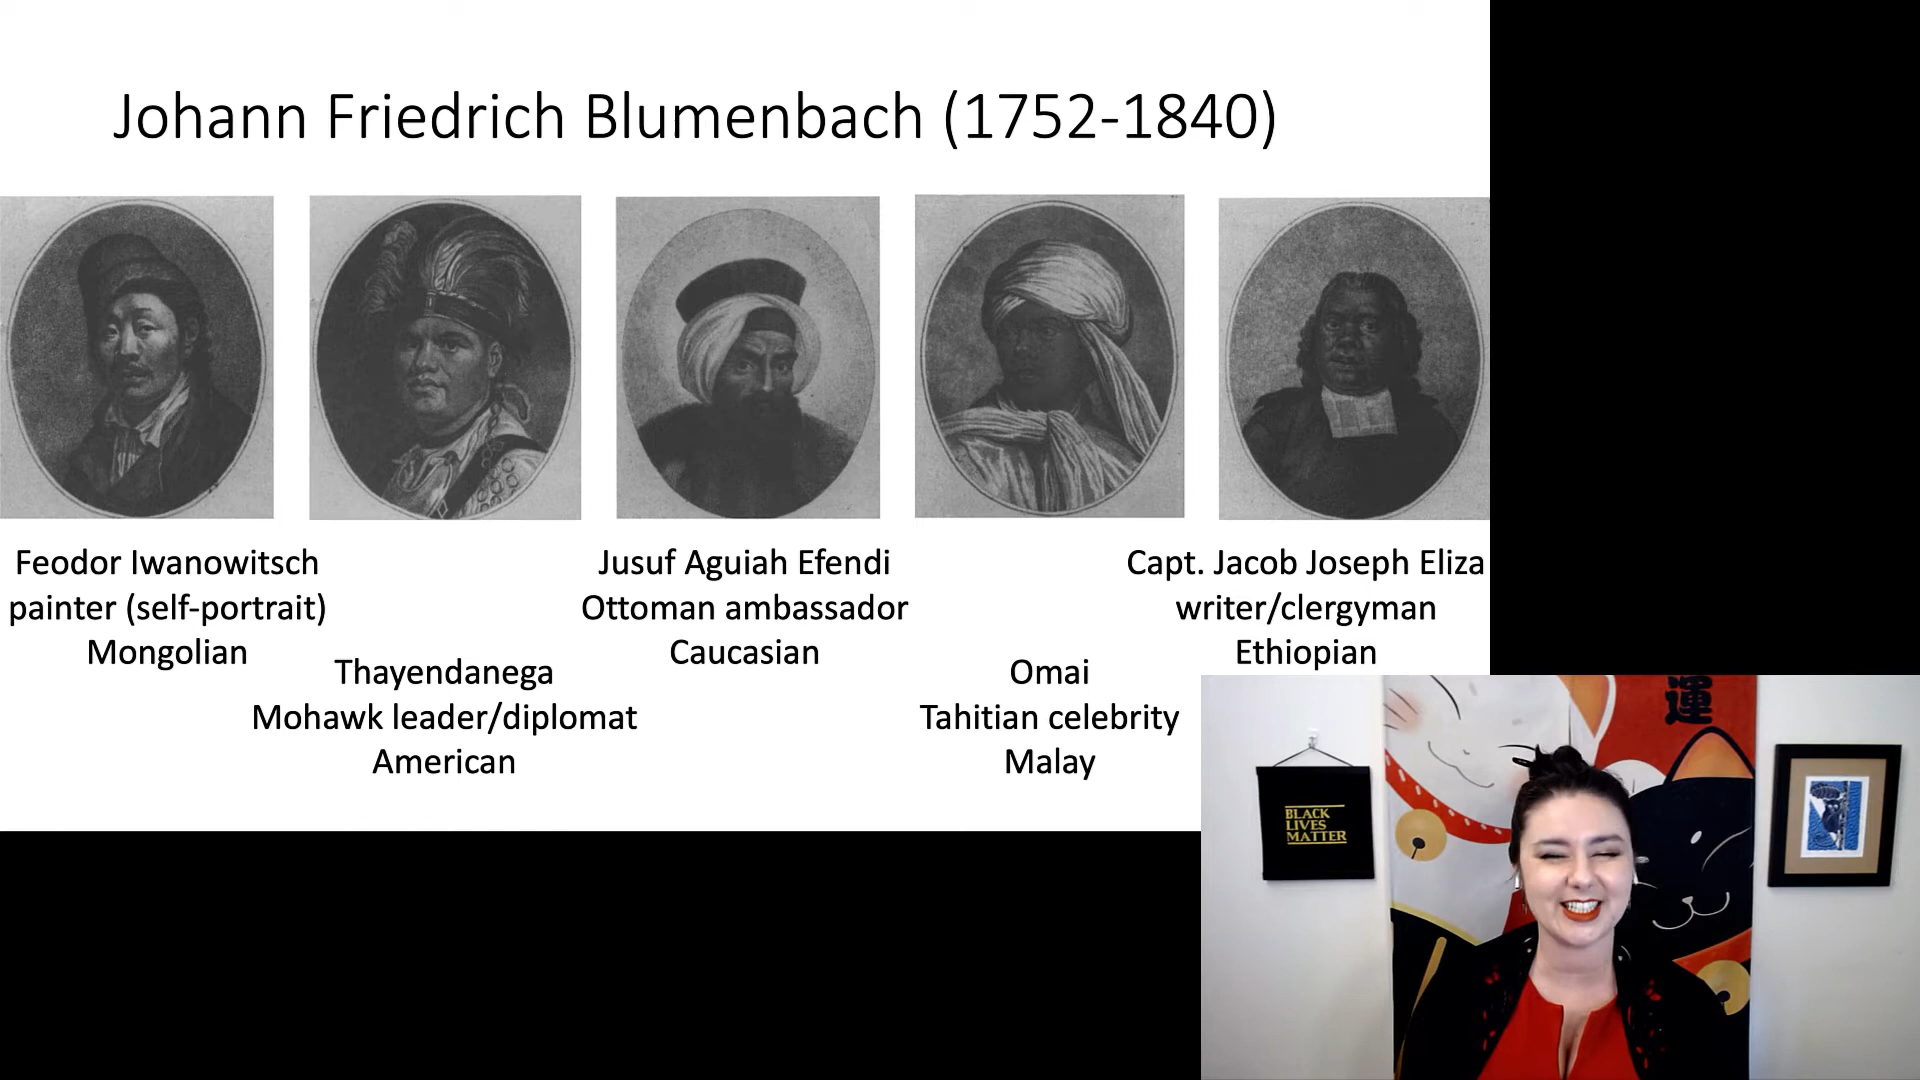 Johann Friedrich Blumenbach (1752-1840)
Feodor Iwanowitsch
painter (self-portrait)
Mongolian
Thayendanega
Mohawk leader/diplomat
American
Jusuf Aguiah Efendi
Ottoman ambassador
Caucasian
Omai
Tahitian celebrity
Malay
Capt. Jacob Joseph Eliza
writer/clergyman
Ethiopian
運
BLACK
LIVES
MATTER